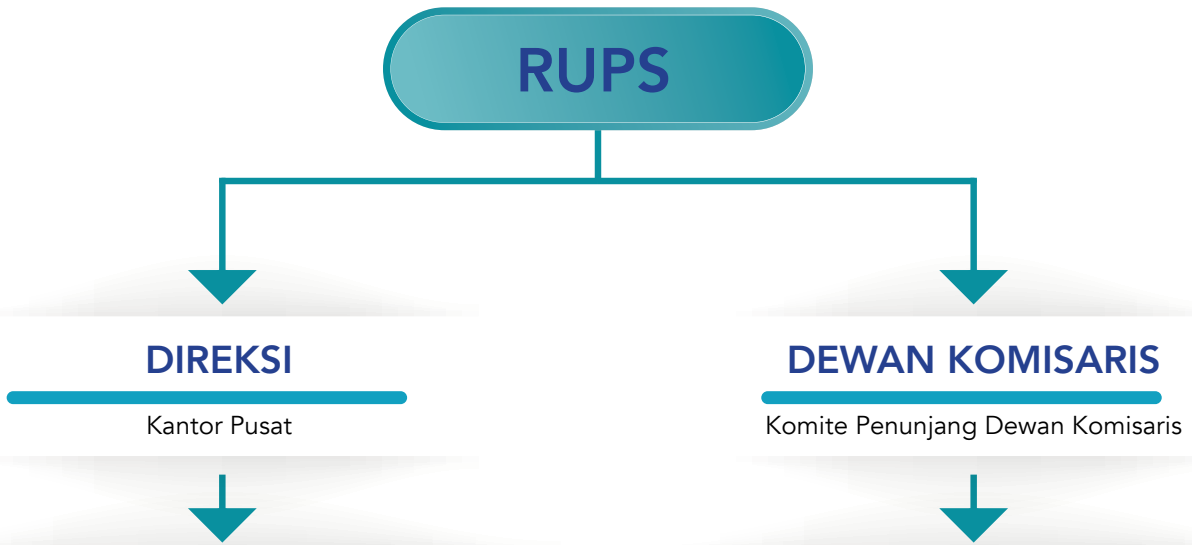 RUPS
DIREKSI
Kantor Pusat
DEWAN KOMISARIS
Komite Penunjang Dewan Komisaris